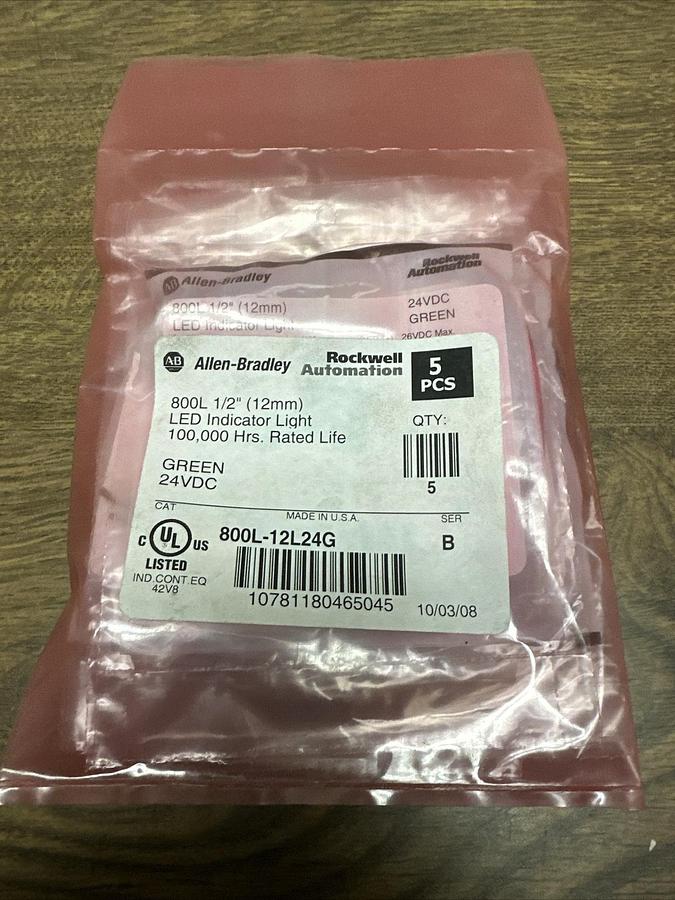 AB Allen-Bradley Rockwell Automation
800L 1/2" (12mm) 24VDC
LED Indicator Light GREEN
26VDC Max.
AB Allen-Bradley Rockwell Automation 5 PCS
800L 1/2" (12mm)
LED Indicator Light
100,000 Hrs. Rated Life
QTY:
5
GREEN
24VDC
CAT MADE IN U.S.A. SER
C UL US 800L-12L24G B
LISTED
IND.CONT.EQ
42V8
10781180465045 10/03/08